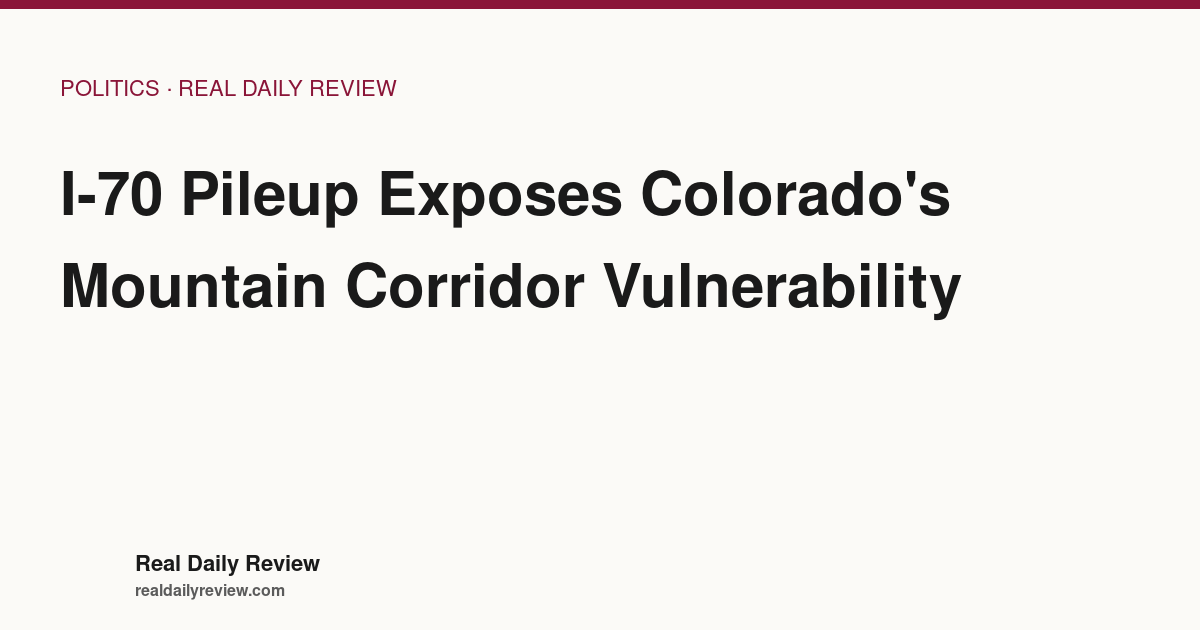 POLITICS · REAL DAILY REVIEW
I-70 Pileup Exposes Colorado's
Mountain Corridor Vulnerability
Real Daily Review
realdailyreview.com